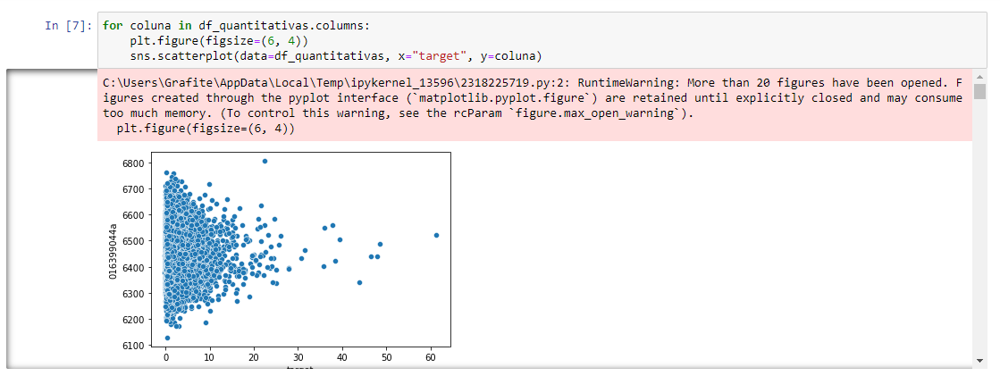 In [7]: for coluna in df_quantitativas.columns:
    plt.figure(figsize=(6, 4))
    sns.scatterplot(data=df_quantitativas, x="target", y=coluna)
C:\Users\Grafite\AppData\Local\Temp\ipykernel_13596\2318225719.py:2: RuntimeWarning: More than 20 figures have been opened. F
igures created through the pyplot interface (`matplotlib.pyplot.figure`) are retained until explicitly closed and may consume
too much memory. (To control this warning, see the rcParam `figure.max_open_warning`).
  plt.figure(figsize=(6, 4))
6800
6700
6600
6500
6400
6300
6200
6100
016399044a
0 10 20 30 40 50 60
target